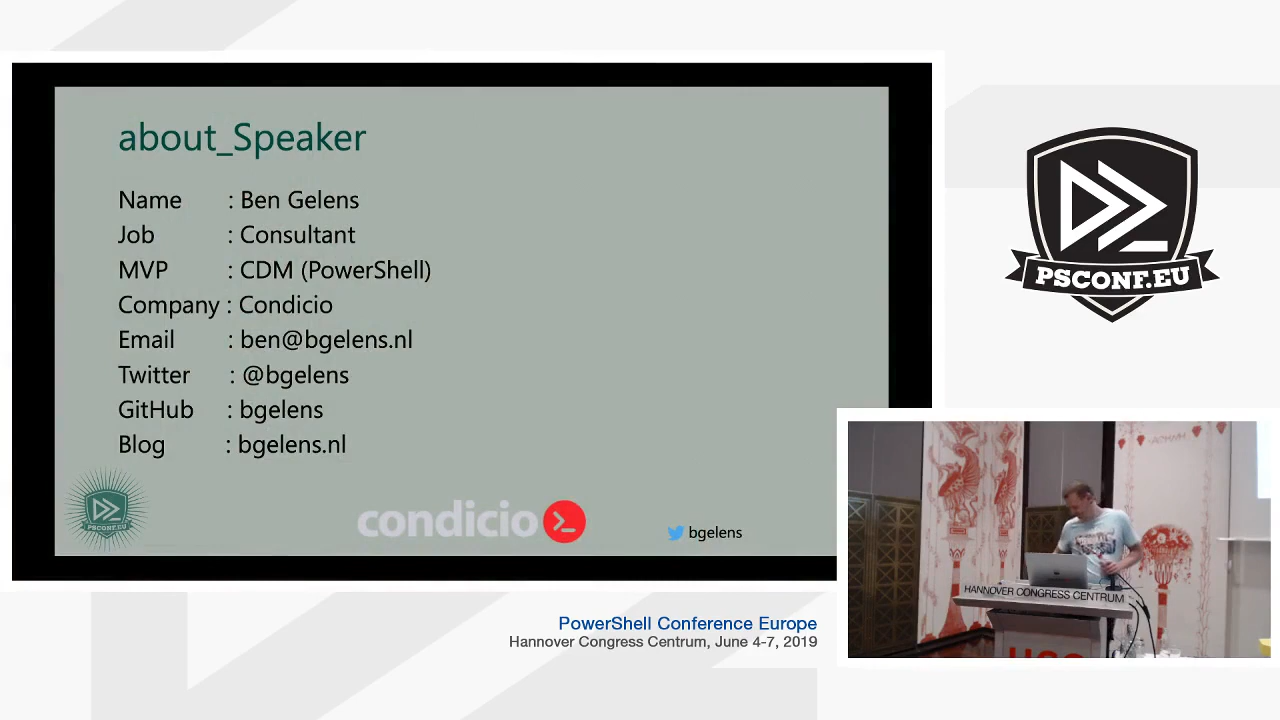 about_Speaker
Name : Ben Gelens
Job : Consultant
MVP : CDM (PowerShell)
Company : Condicio
Email : ben@bgelens.nl
Twitter : @bgelens
GitHub : bgelens
Blog : bgelens.nl
PSCONF.EU
condicio
bgelens
PSCONF.EU
HANNOVER CONGRESS CENTRUM
PowerShell Conference Europe
Hannover Congress Centrum, June 4-7, 2019